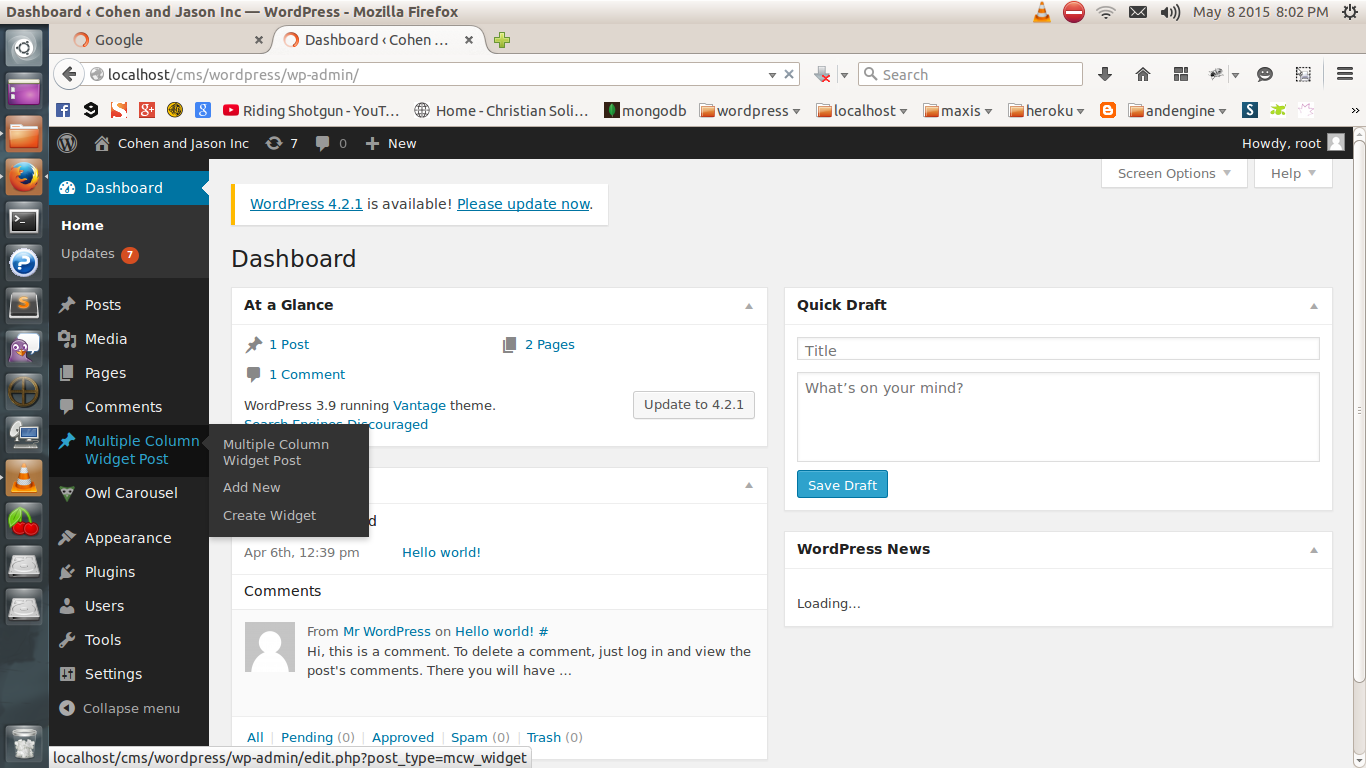 Dashboard ‹ Cohen and Jason Inc — WordPress - Mozilla Firefox
May 8 2015 8:02 PM
Google
Dashboard ‹ Cohen ...
localhost/cms/wordpress/wp-admin/
Search
Riding Shotgun - YouT...
Home - Christian Soli...
mongodb
wordpress
localhost
maxis
heroku
andengine
Cohen and Jason Inc
7
0
New
Howdy, root
Dashboard
Home
Updates 7
Posts
Media
Pages
Comments
Multiple Column
Widget Post
Owl Carousel
Appearance
Plugins
Users
Tools
Settings
Collapse menu
Multiple Column
Widget Post
Add New
Create Widget
Screen Options
Help
WordPress 4.2.1 is available! Please update now.
Dashboard
At a Glance
1 Post
2 Pages
1 Comment
WordPress 3.9 running Vantage theme.
Update to 4.2.1
Search Engines Discouraged
d
Apr 6th, 12:39 pm
Hello world!
Comments
From Mr WordPress on Hello world! #
Hi, this is a comment. To delete a comment, just log in and view the
post's comments. There you will have …
All | Pending (0) | Approved | Spam (0) | Trash (0)
Quick Draft
Title
What’s on your mind?
Save Draft
WordPress News
Loading…
localhost/cms/wordpress/wp-admin/edit.php?post_type=mcw_widget